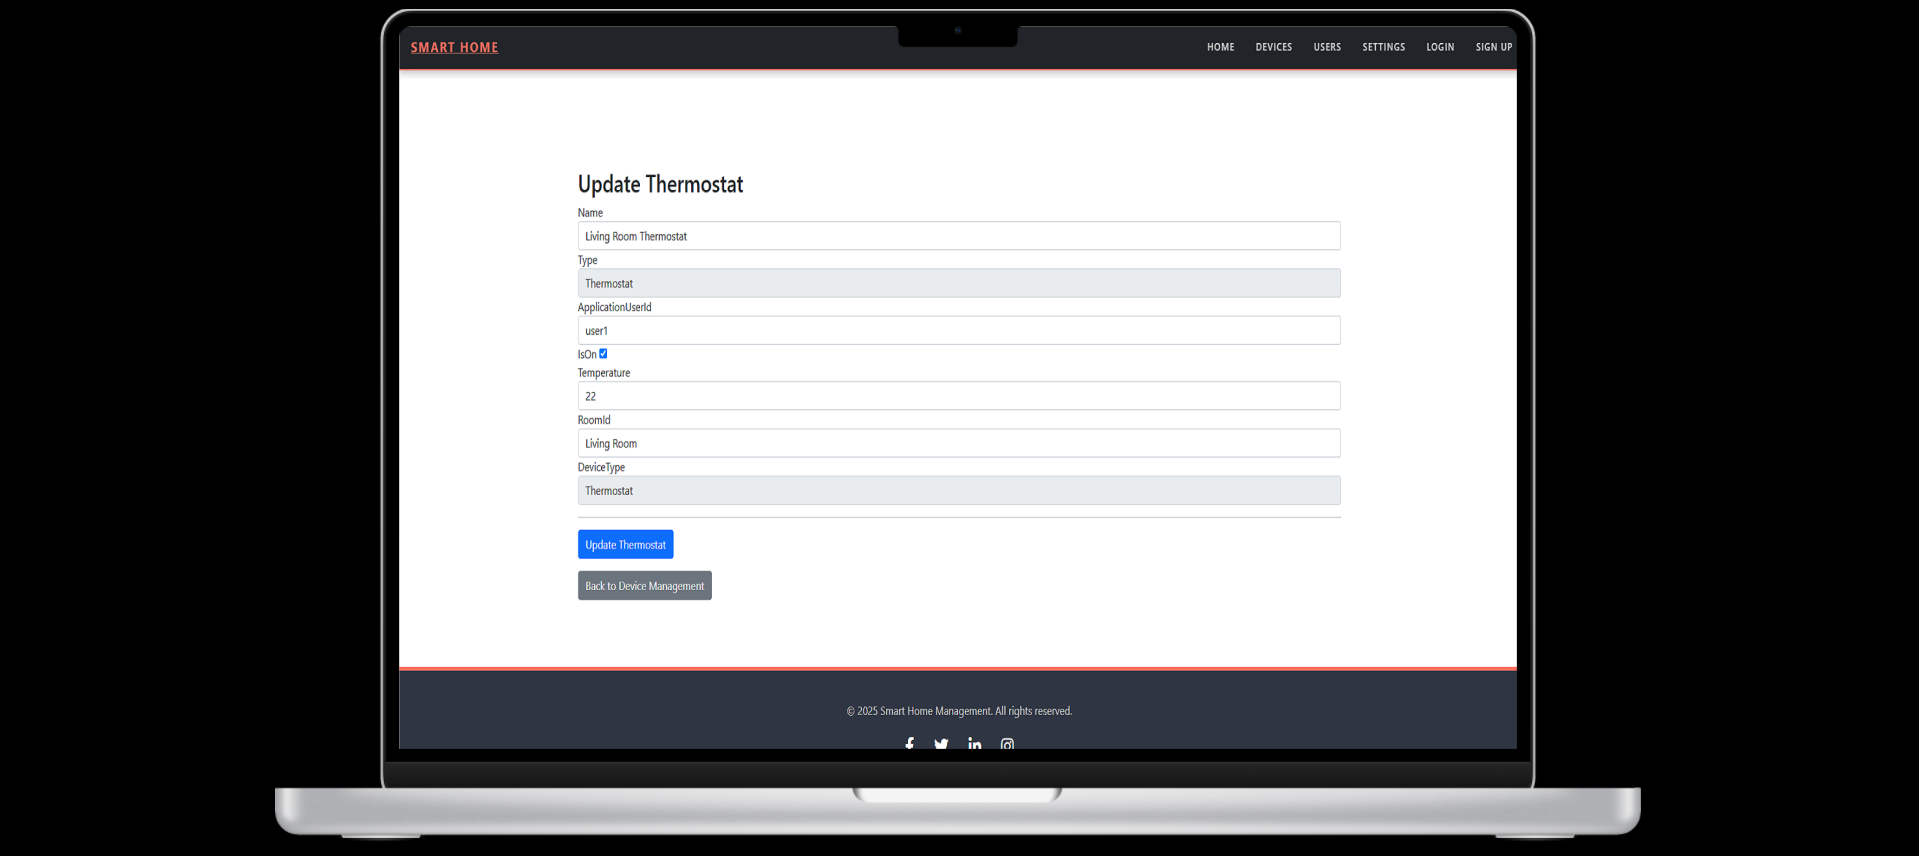 SMART HOME
HOME DEVICES USERS SETTINGS LOGIN SIGN UP
Update Thermostat
Name
Living Room Thermostat
Type
Thermostat
ApplicationUserId
user1
IsOn
Temperature
22
RoomId
Living Room
DeviceType
Thermostat
Update Thermostat
Back to Device Management
© 2025 Smart Home Management. All rights reserved.